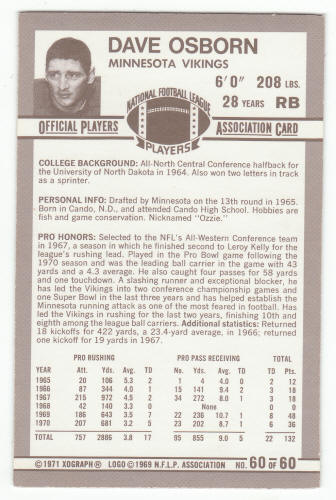 DAVE OSBORN
MINNESOTA VIKINGS
6'0" 208 LBS.
28 YEARS RB
NATIONAL FOOTBALL LEAGUE
OFFICIAL PLAYERS ASSOCIATION CARD
PLAYERS
COLLEGE BACKGROUND: All-North Central Conference halfback for
the University of North Dakota in 1964. Also won two letters in track
as a sprinter.
PERSONAL INFO: Drafted by Minnesota on the 13th round in 1965.
Born in Cando, N.D., and attended Cando High School. Hobbies are
fish and game conservation. Nicknamed "Ozzie."
PRO HONORS: Selected to the NFL's All-Western Conference team
in 1967, a season in which he finished second to Leroy Kelly for the
league's rushing lead. Played in the Pro Bowl game following the
1970 season and was the leading ball carrier in the game with 43
yards and a 4.3 average. He also caught four passes for 58 yards
and one touchdown. A slashing runner and exceptional blocker, he
has led the Vikings into two conference championship games and
one Super Bowl in the last three years and has helped establish the
Minnesota running attack as one of the most feared in football. Has
led the Vikings in rushing for the last two years, finishing 10th and
eighth among the league ball carriers. Additional statistics: Returned
18 kickoffs for 422 yards, a 23.4-yard average, in 1966; returned
one kickoff for 19 yards in 1967.
PRO RUSHING PRO PASS RECEIVING TOTAL
YEAR Att. Yds. Avg. TD No. Yds. Avg. TD TD Pts.
1965 20 106 5.3 2 1 4 4.0 0 2 12
1966 87 344 4.0 1 15 141 9.4 2 3 18
1967 215 972 4.5 2 34 272 8.0 1 3 18
1968 42 140 3.3 0 None 0 0
1969 186 643 3.5 7 22 236 10.7 1 8 48
1970 207 681 3.2 5 23 202 8.7 1 6 36
TOTAL 757 2886 3.8 17 95 855 9.0 5 22 132
©1971 XOGRAPH® LOGO ©1969 N.F.L.P. ASSOCIATION NO. 60 OF 60